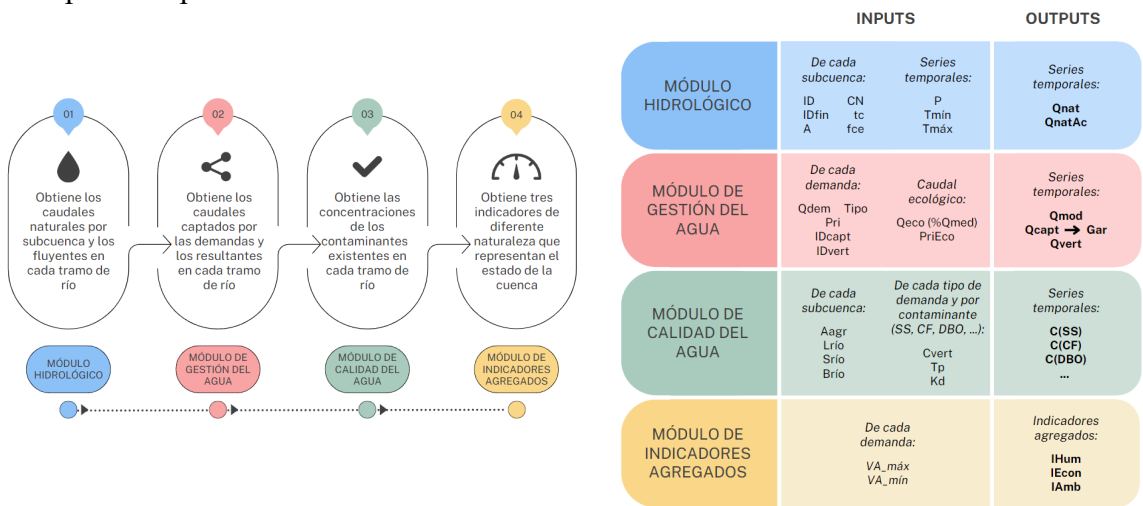 01
Obtiene los
caudales
naturales por
subcuenca y los
fluyentes en
cada tramo de
río
MÓDULO
HIDROLÓGICO
02
Obtiene los
caudales
captados por
las demandas y
los resultantes
en cada tramo
de río
MÓDULO DE
GESTIÓN DEL
AGUA
03
Obtiene las
concentraciones
de los
contaminantes
existentes en
cada tramo de
río
MÓDULO DE
CALIDAD DEL
AGUA
04
Obtiene tres
indicadores de
diferente
naturaleza que
representan el
estado de la
cuenca
MÓDULO DE
INDICADORES
AGREGADOS
INPUTS
OUTPUTS
MÓDULO
HIDROLÓGICO
De cada
subcuenca:
ID CN
IDfin tc
A fce
Series
temporales:
P
Tmín
Tmáx
Series
temporales:
Qnat
QnatAc
MÓDULO DE
GESTIÓN DEL
AGUA
De cada
demanda:
Qdem Tipo
Pri
IDcapt
IDvert
Caudal
ecológico:
Qeco (%Qmed)
PriEco
Series
temporales:
Qmod
Qcapt → Gar
Qvert
MÓDULO DE
CALIDAD DEL
AGUA
De cada
subcuenca:
Aagr
Lrío
Srío
Brío
De cada tipo de
demanda y por
contaminante
(SS, CF, DBO, ...):
Cvert
Tp
Kd
Series
temporales:
C(SS)
C(CF)
C(DBO)
...
MÓDULO DE
INDICADORES
AGREGADOS
De cada
demanda:
VA_máx
VA_mín
Indicadores
agregados:
IHum
IEcon
IAmb